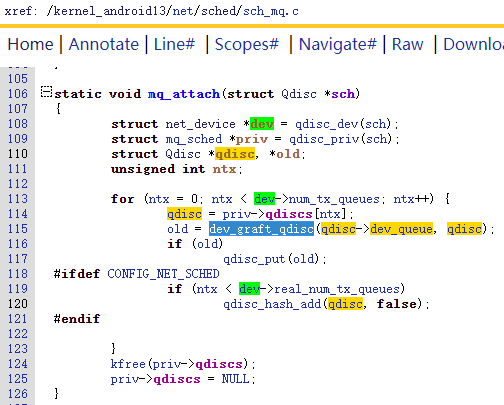 xref: /kernel_android13/net/sched/sch_mq.c
Home | Annotate | Line# | Scopes# | Navigate# | Raw | Downlo
105
106 static void mq_attach(struct Qdisc *sch)
107 {
108 struct net_device *dev = qdisc_dev(sch);
109 struct mq_sched *priv = qdisc_priv(sch);
110 struct Qdisc *qdisc, *old;
111 unsigned int ntx;
112
113 for (ntx = 0; ntx < dev->num_tx_queues; ntx++) {
114 qdisc = priv->qdiscs[ntx];
115 old = dev_graft_qdisc(qdisc->dev_queue, qdisc);
116 if (old)
117 qdisc_put(old);
118 #ifdef CONFIG_NET_SCHED
119 if (ntx < dev->real_num_tx_queues)
120 qdisc_hash_add(qdisc, false);
121 #endif
122
123 }
124 kfree(priv->qdiscs);
125 priv->qdiscs = NULL;
126 }